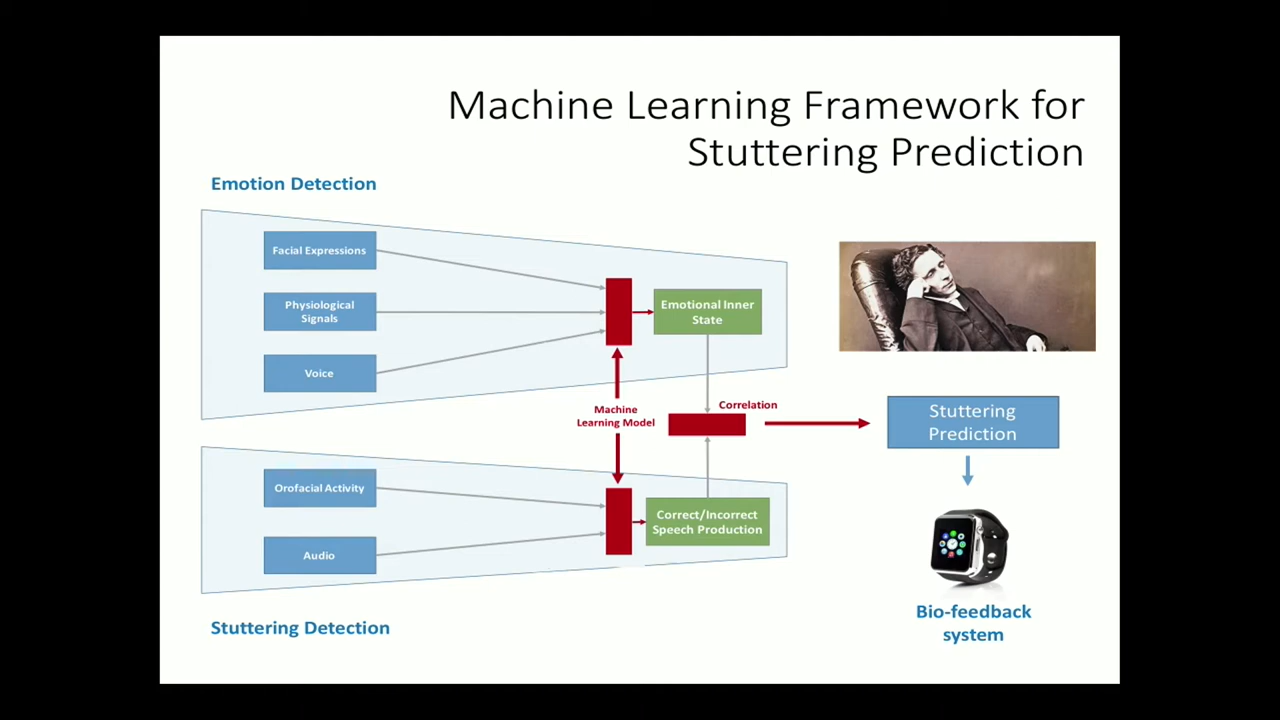 Machine Learning Framework for
Stuttering Prediction
Emotion Detection
Facial Expressions
Physiological
Signals
Voice
Emotional Inner
State
Machine
Learning Model
Correlation
Stuttering
Prediction
Orofacial Activity
Audio
Correct/Incorrect
Speech Production
Stuttering Detection
Bio-feedback
system